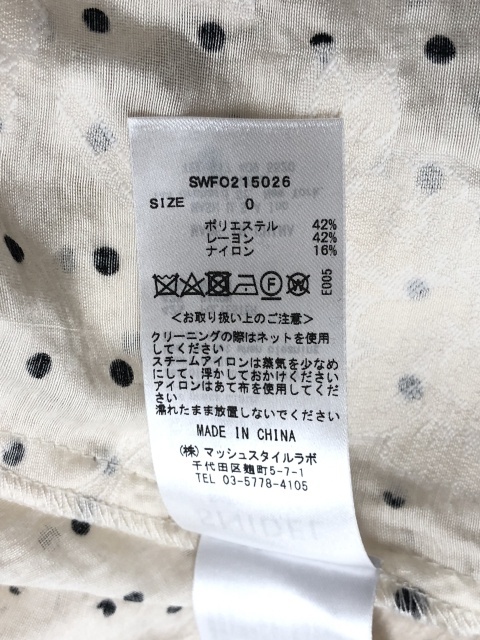 SWFO215026
SIZE 0
ポリエステル 42%
レーヨン 42%
ナイロン 16%
E005
<お取り扱い上のご注意>
クリーニングの際はネットを使用
してください
スチームアイロンは蒸気を少なめ
にして、浮かしておかけください
アイロンはあて布を使用してくだ
さい
濡れたまま放置しないでください
MADE IN CHINA
(株)マッシュスタイルラボ
千代田区麹町5-7-1
TEL 03-5778-4105